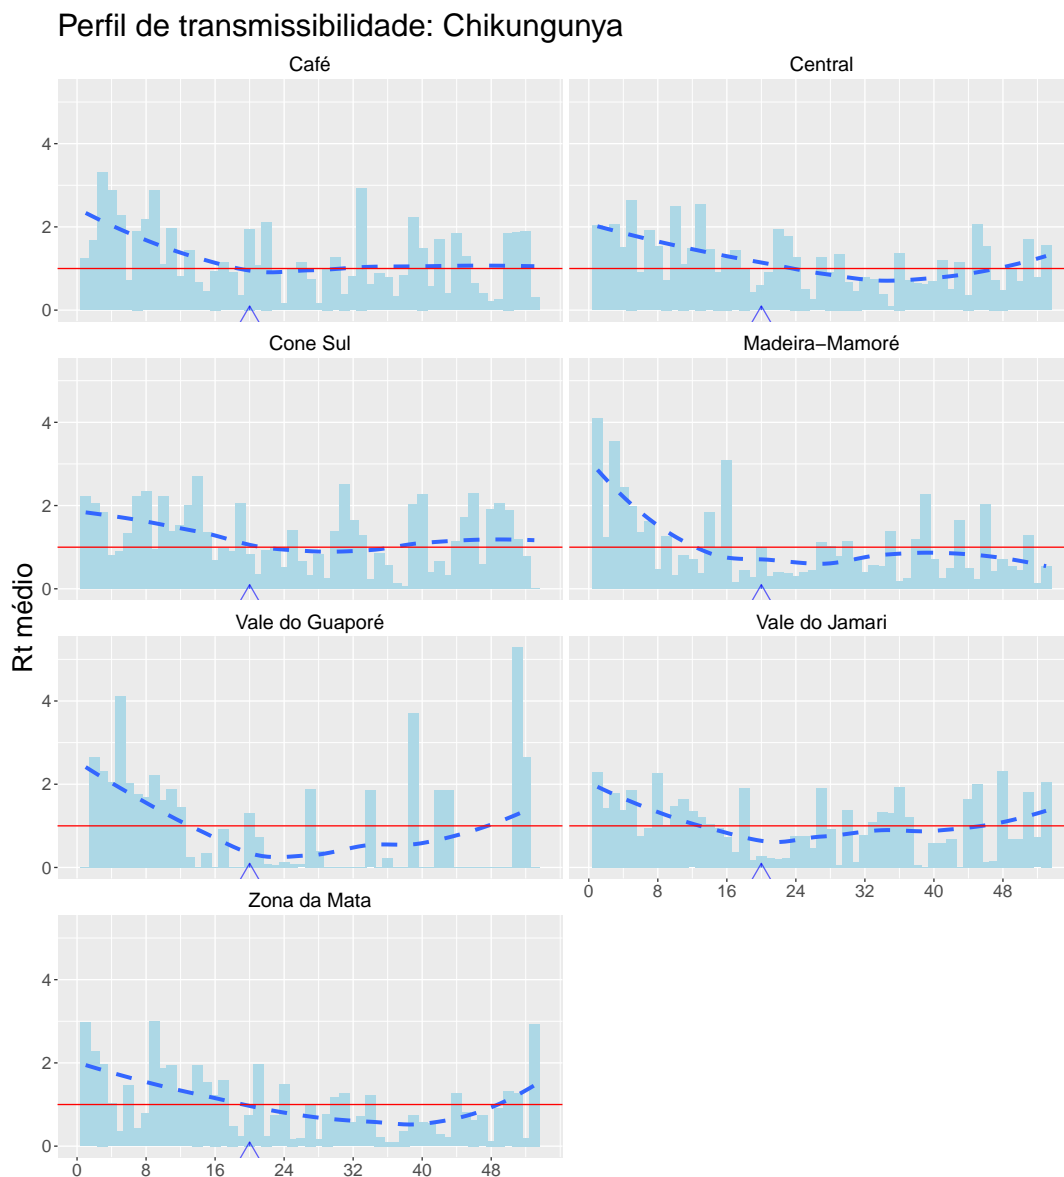 Perfil de transmissibilidade: Chikungunya
Café
Central
4
2
0
Cone Sul
Madeira−Mamoré
4
2
0
Rt médio
Vale do Guaporé
Vale do Jamari
4
2
0
0 8 16 24 32 40 48
Zona da Mata
4
2
0
0 8 16 24 32 40 48